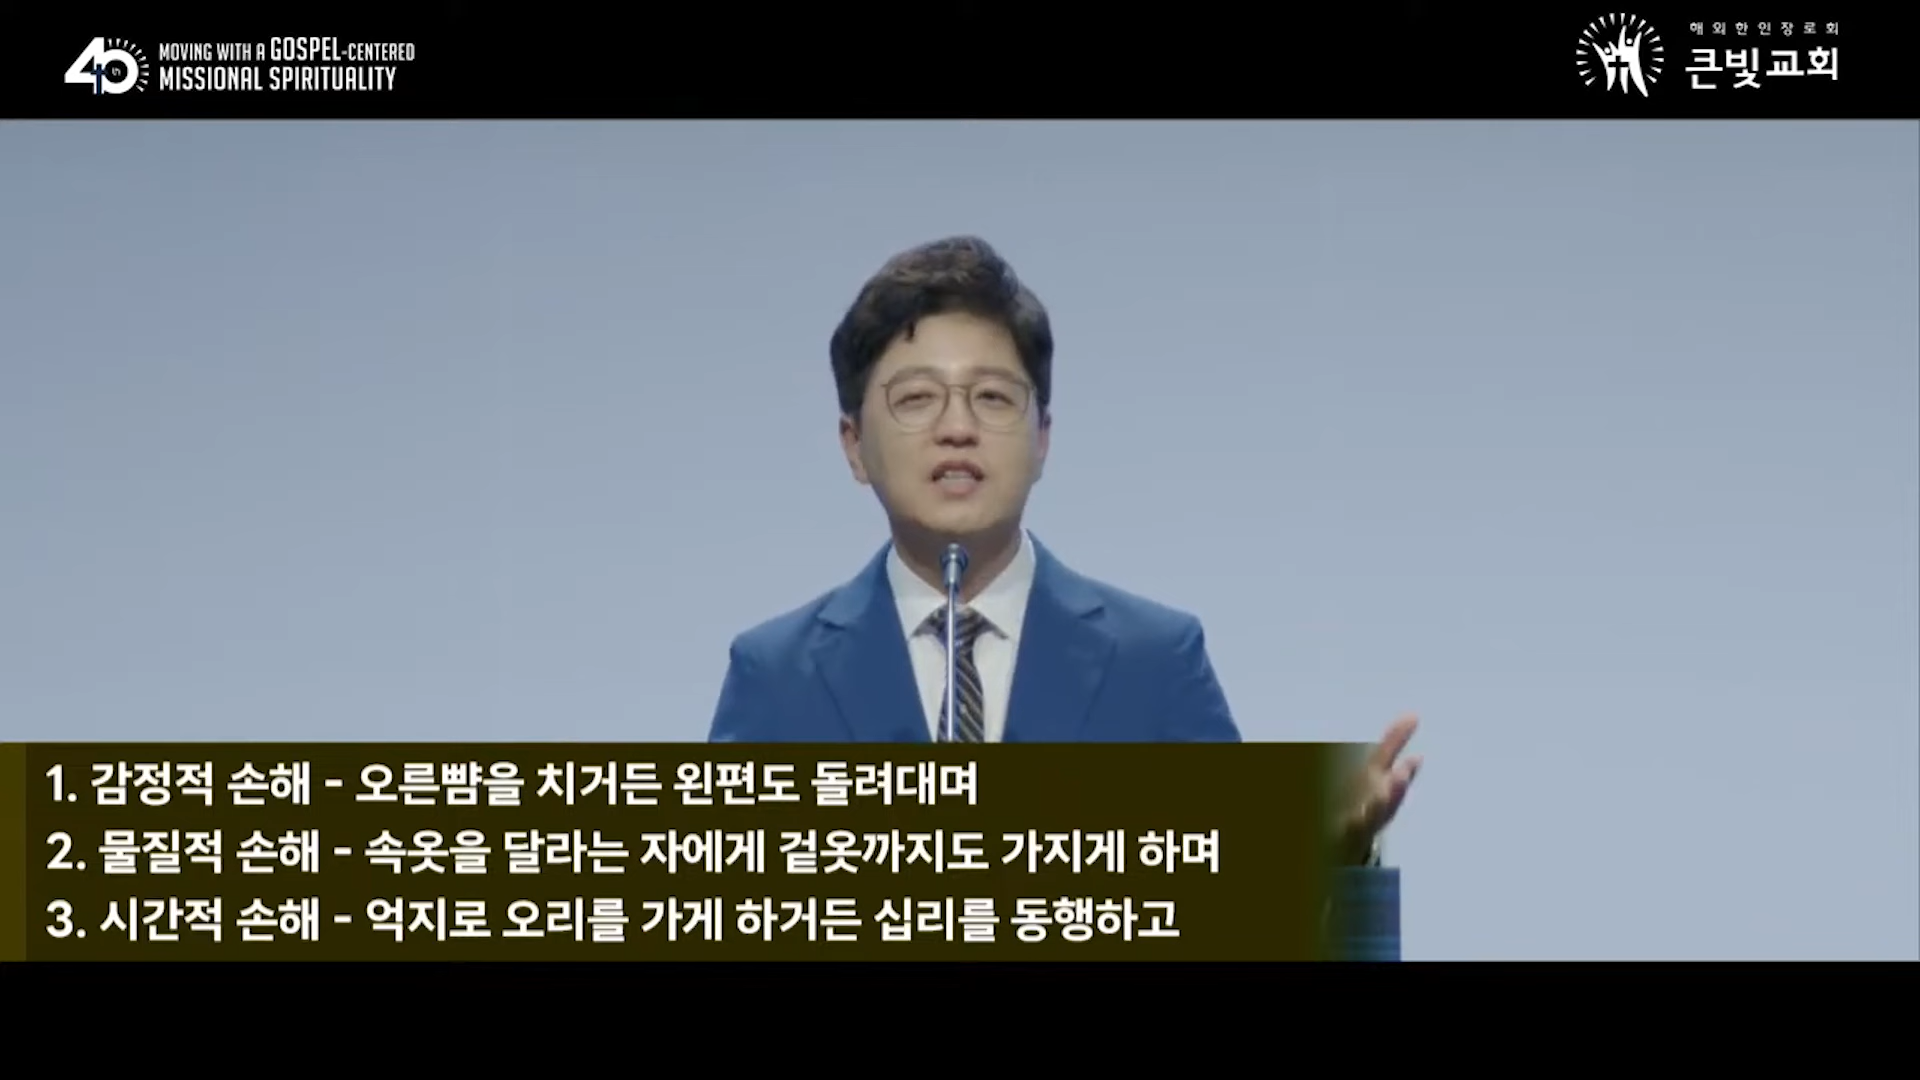 40th
MOVING WITH A GOSPEL-CENTERED
MISSIONAL SPIRITUALITY
해외한인장로회
큰빛교회
1. 감정적 손해 - 오른뺨을 치거든 왼편도 돌려대며
2. 물질적 손해 - 속옷을 달라는 자에게 겉옷까지도 가지게 하며
3. 시간적 손해 - 억지로 오리를 가게 하거든 십리를 동행하고